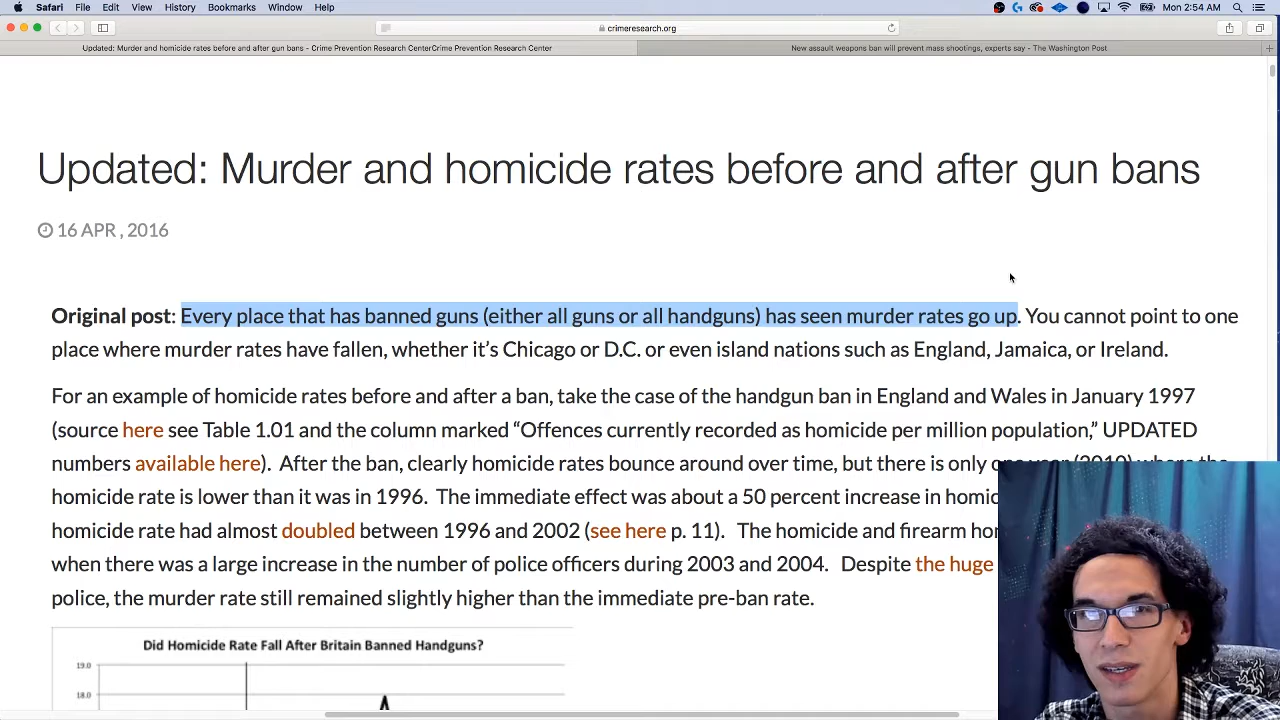 Safari File Edit View History Bookmarks Window Help Mon 2:54 AM
crimeresearch.org
Updated: Murder and homicide rates before and after gun bans - Crime Prevention Research CenterCrime Prevention Research Center New assault weapons ban will prevent mass shootings, experts say - The Washington Post
Updated: Murder and homicide rates before and after gun bans
16 APR , 2016
Original post: Every place that has banned guns (either all guns or all handguns) has seen murder rates go up. You cannot point to one
place where murder rates have fallen, whether it's Chicago or D.C. or even island nations such as England, Jamaica, or Ireland.
For an example of homicide rates before and after a ban, take the case of the handgun ban in England and Wales in January 1997
(source here see Table 1.01 and the column marked “Offences currently recorded as homicide per million population,” UPDATED
numbers available here). After the ban, clearly homicide rates bounce around over time, but there is only
homicide rate is lower than it was in 1996. The immediate effect was about a 50 percent increase in
homicide rate had almost doubled between 1996 and 2002 (see here p. 11). The homicide and firearm
when there was a large increase in the number of police officers during 2003 and 2004. Despite the huge
police, the murder rate still remained slightly higher than the immediate pre-ban rate.
Did Homicide Rate Fall After Britain Banned Handguns?
19.0
18.0